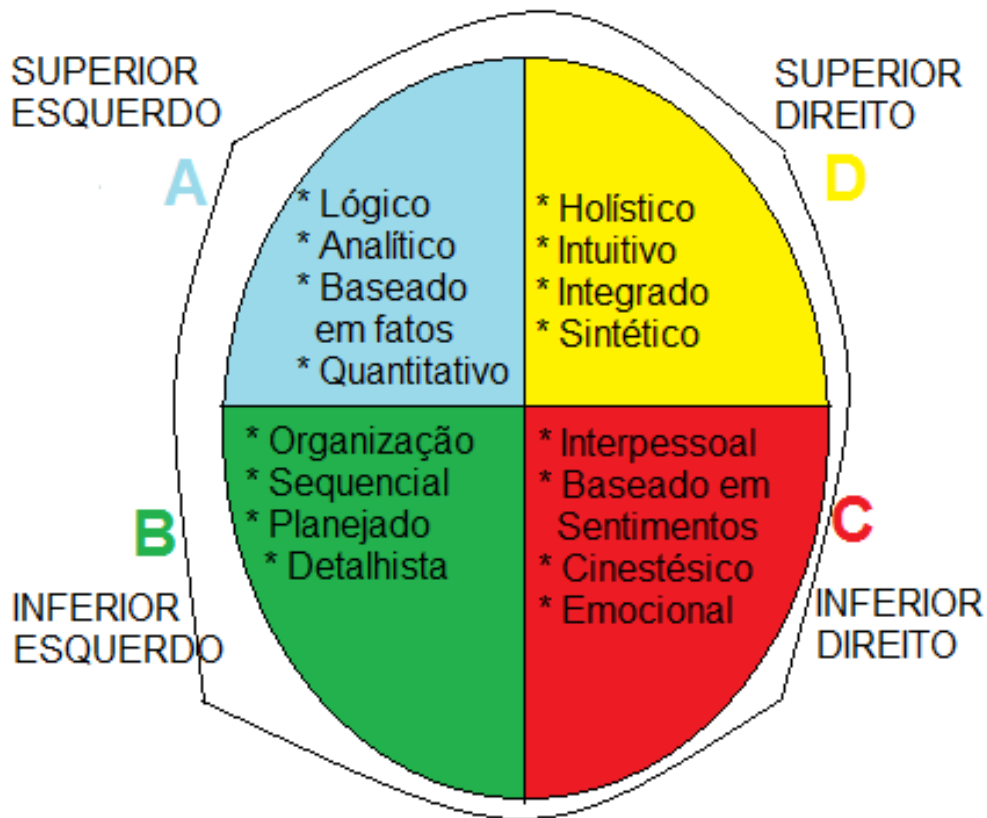 SUPERIOR
ESQUERDO
A
* Lógico
* Analítico
* Baseado
em fatos
* Quantitativo
SUPERIOR
DIREITO
D
* Holístico
* Intuitivo
* Integrado
* Sintético
B
INFERIOR
ESQUERDO
* Organização
* Sequencial
* Planejado
* Detalhista
* Interpessoal
* Baseado em
Sentimentos
* Cinestésico
* Emocional
C
INFERIOR
DIREITO